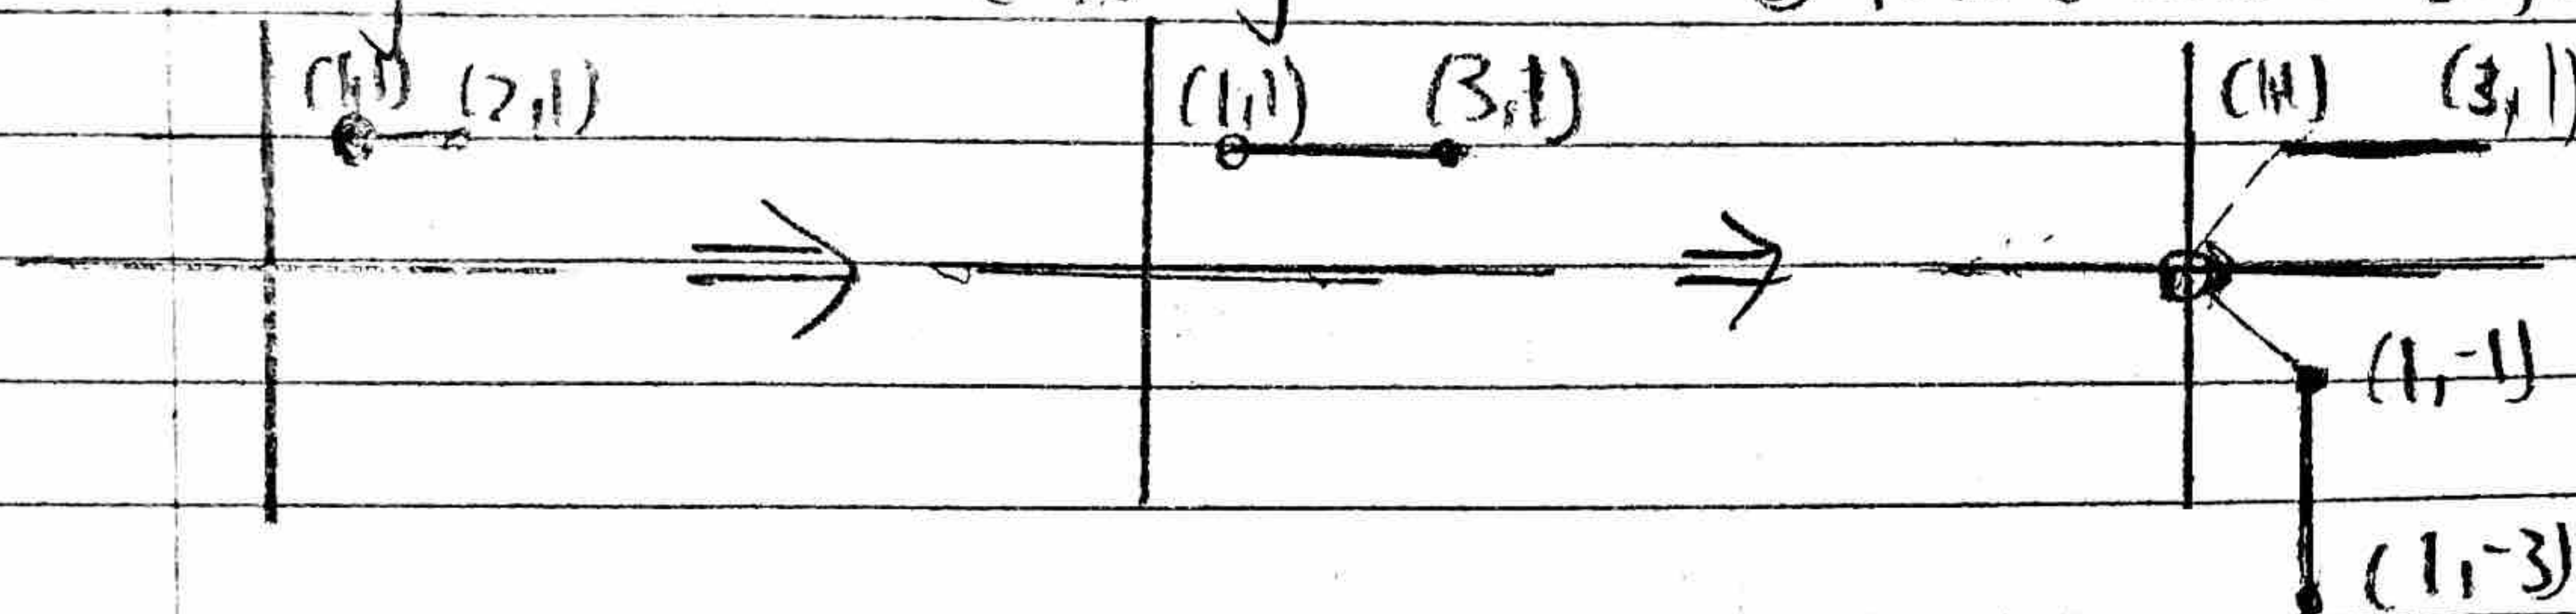 (1,1) (2,1) (1,1) (3,1) (1,1) (3,1)
⇒ ⇒
(1,-1)
(1,-3)